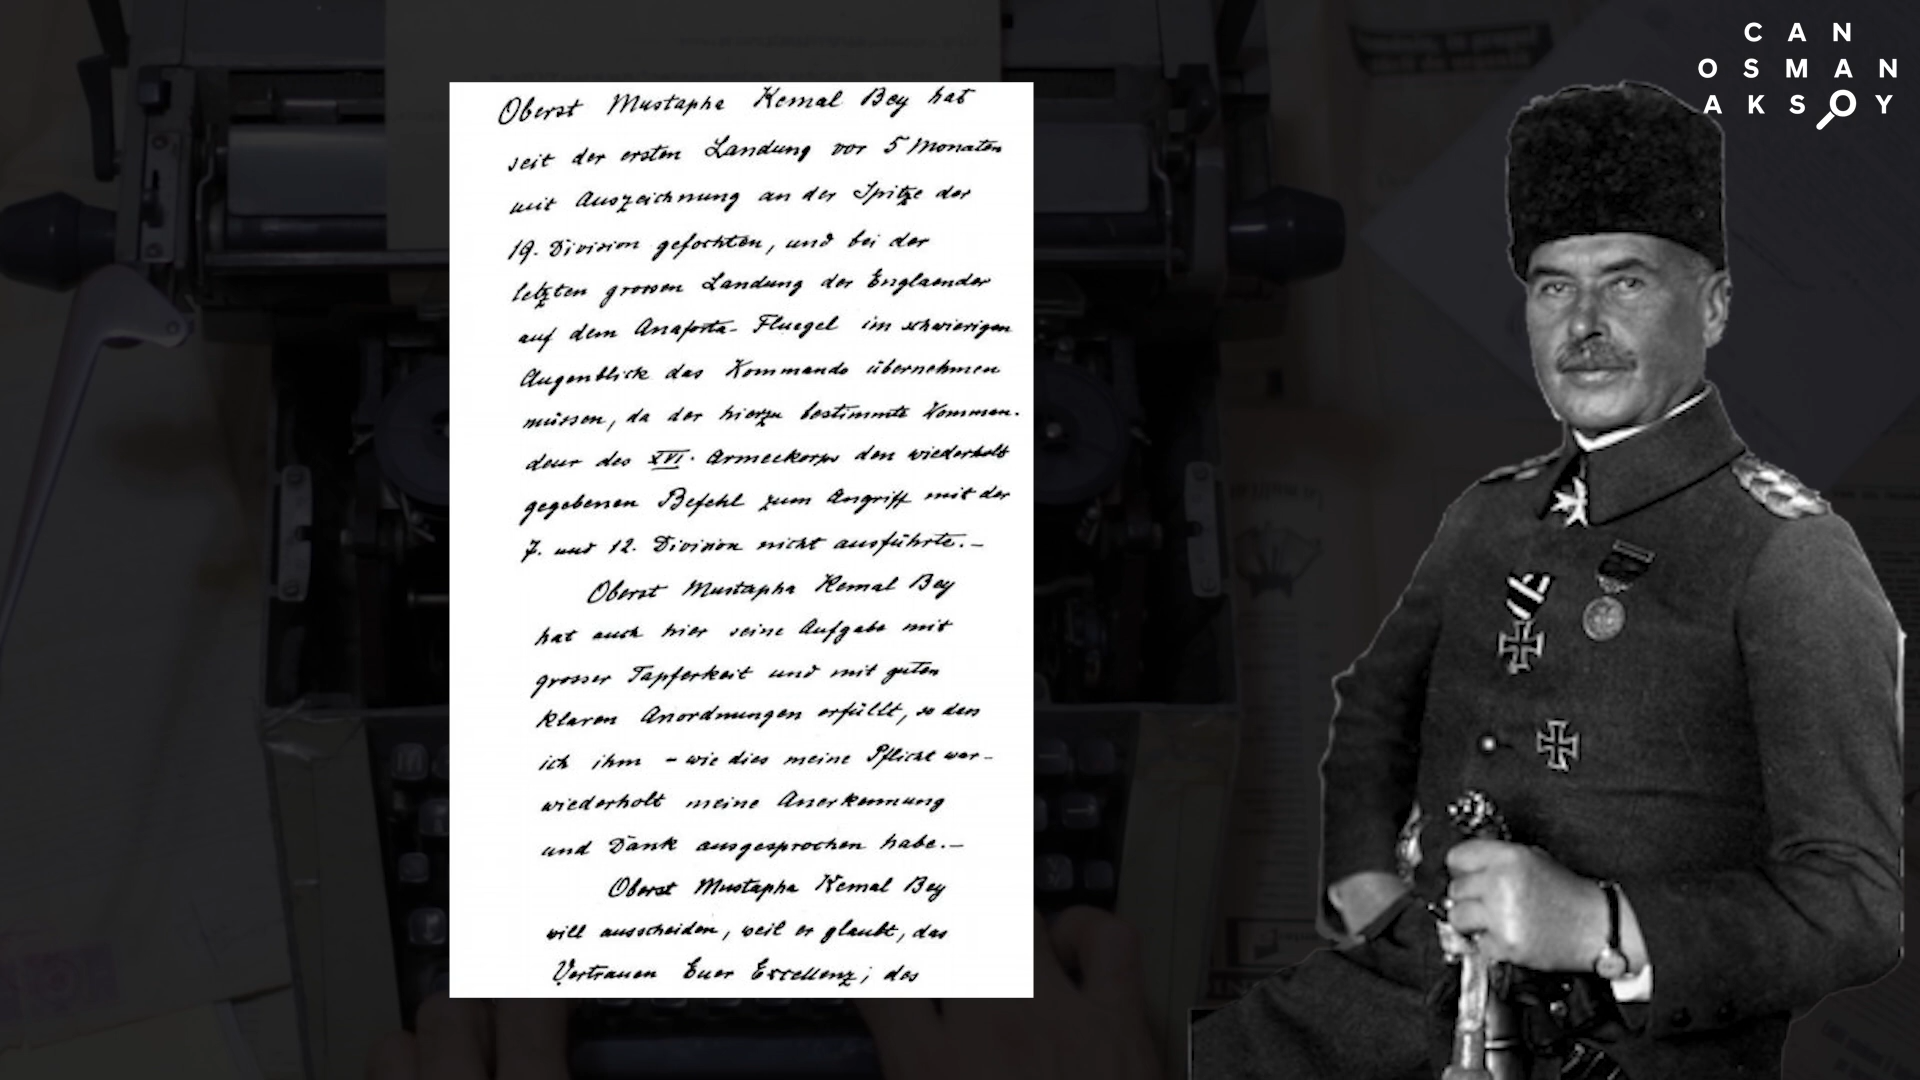 CAN
OSMAN
AKSOY
Oberst Mustapha Kemal Bey hat
seit der ersten Landung vor 5 Monaten
mit Auszeichnung an der Spitze der
19. Division gefochten, und bei der
letzten grossen Landung der Englaender
auf dem Anaforta- Fluegel im schwierigen
Augenblick das Kommando übernehmen
müssen, da der hierzu bestimmte Komman-
deur des XVI. Armeekorps den wiederholt
gegebenen Befehl zum Angriff mit der
7. und 12. Division nicht ausführte.-
Oberst Mustapha Kemal Bey
hat auch hier seine Aufgabe mit
grosser Tapferkeit und mit guten
klaren Anordnungen erfüllt, so das
ich ihm - wie dies meine Pflicht war-
wiederholt meine Anerkennung
und Dank ausgesprochen habe.-
Oberst Mustapha Kemal Bey
will ausscheiden, weil er glaubt, das
Vertrauen Euer Excellenz; des